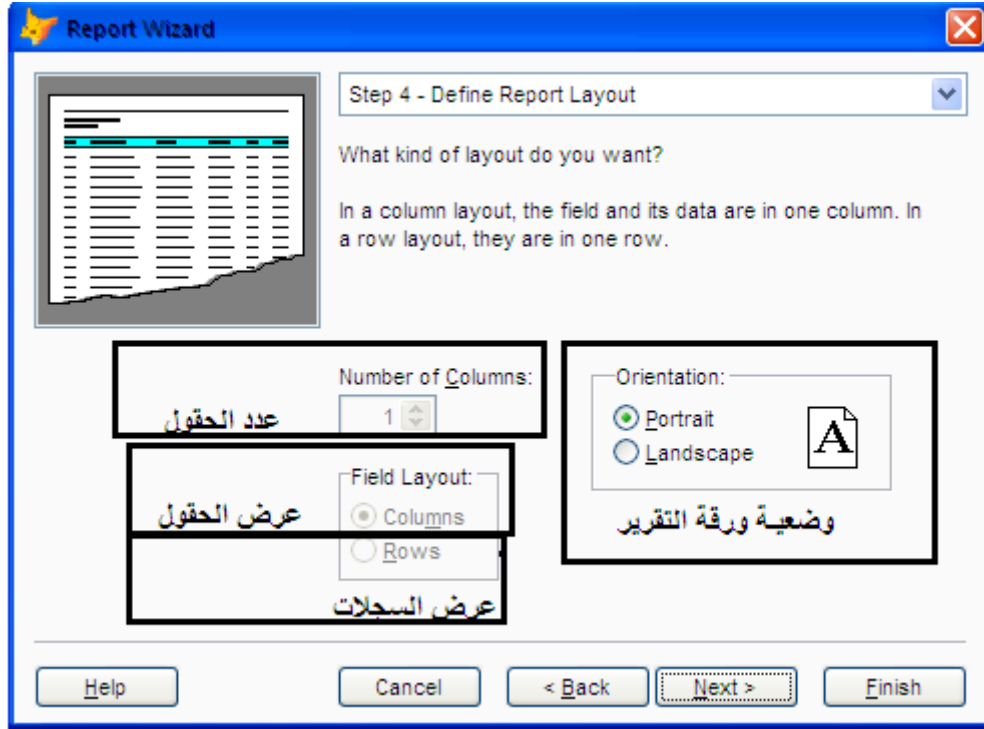 Report Wizard
Step 4 - Define Report Layout
What kind of layout do you want?
In a column layout, the field and its data are in one column. In
a row layout, they are in one row.
Number of Columns:
1
عدد الحقول
Orientation:
Portrait
Landscape
A
وضعية ورقة التقرير
Field Layout:
Columns
عرض الحقول
Rows
عرض السجلات
Help
Cancel
< Back
Next >
Finish